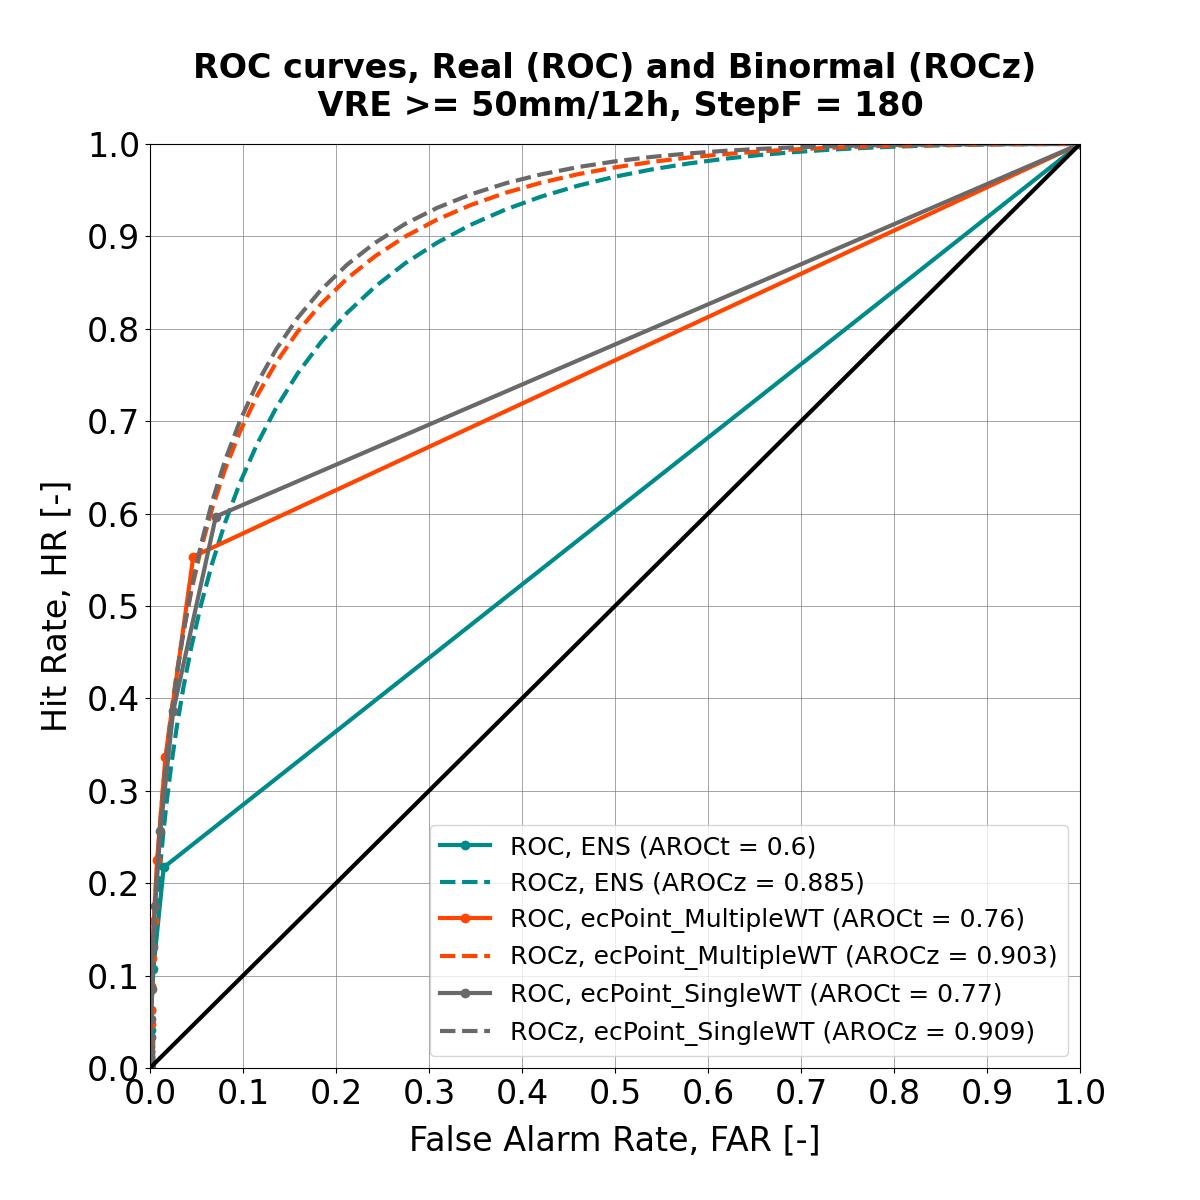 ROC curves, Real (ROC) and Binormal (ROCz)
VRE >= 50mm/12h, StepF = 180
1.0
0.9
0.8
0.7
0.6
0.5
0.4
0.3
0.2
0.1
0.0
Hit Rate, HR [-]
ROC, ENS (AROCt = 0.6)
ROCz, ENS (AROCz = 0.885)
ROC, ecPoint_MultipleWT (AROCt = 0.76)
ROCz, ecPoint_MultipleWT (AROCz = 0.903)
ROC, ecPoint_SingleWT (AROCt = 0.77)
ROCz, ecPoint_SingleWT (AROCz = 0.909)
0.0 0.1 0.2 0.3 0.4 0.5 0.6 0.7 0.8 0.9 1.0
False Alarm Rate, FAR [-]